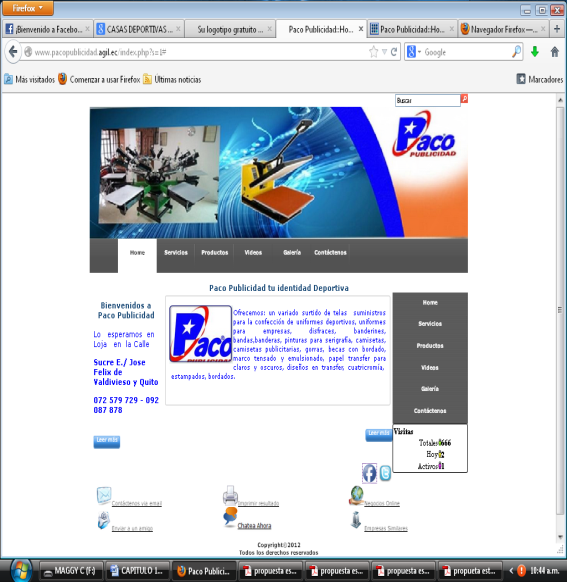 Firefox
¡Bienvenido a Faceboo...
CASAS DEPORTIVAS ...
Su logotipo gratuito ...
Paco Publicidad::Ho...
Paco Publicidad::Ho...
Navegador Firefox —...
www.pacopublicidad.agil.ec/index.php?s=1#
Google
Más visitados
Comenzar a usar Firefox
Últimas noticias
Marcadores
Buscar
Paco
PUBLICIDAD
Home
Servicios
Productos
Videos
Galería
Contáctenos
Paco Publicidad tu identidad Deportiva
Bienvenidos a
Paco Publicidad
Lo esperamos en
Loja en la Calle
Sucre E./ Jose
Felix de
Valdivieso y Quito
072 579 729 - 092
087 878
Leer más
Paco
Ofrecemos: un variado surtido de telas suministros
para la confección de uniformes deportivos, uniformes
para empresas, disfraces, banderines,
bandas,banderas, pinturas para serigrafía, camisetas,
camisetas publicitarias, gorras, becas con bordado,
marco tensado y emulsionado, papel transfer para
claros y oscuros, diseños en transfer, cuatricromía,
estampados, bordados.
Leer más
Home
Servicios
Productos
Videos
Galería
Contáctenos
Visitas
Totales 666
Hoy 2
Activos 1
Contáctenos via email
Imprimir resultado
Negocios Online
Enviar a un amigo
Chatea Ahora
Empresas Similares
Copyright©2012
Todos los derechos reservados
MAGGY C (F:)
CAPITULO 1...
Paco Publici...
propuesta es...
propuesta es...
propuesta es...
propueta est...
10:44 a.m.